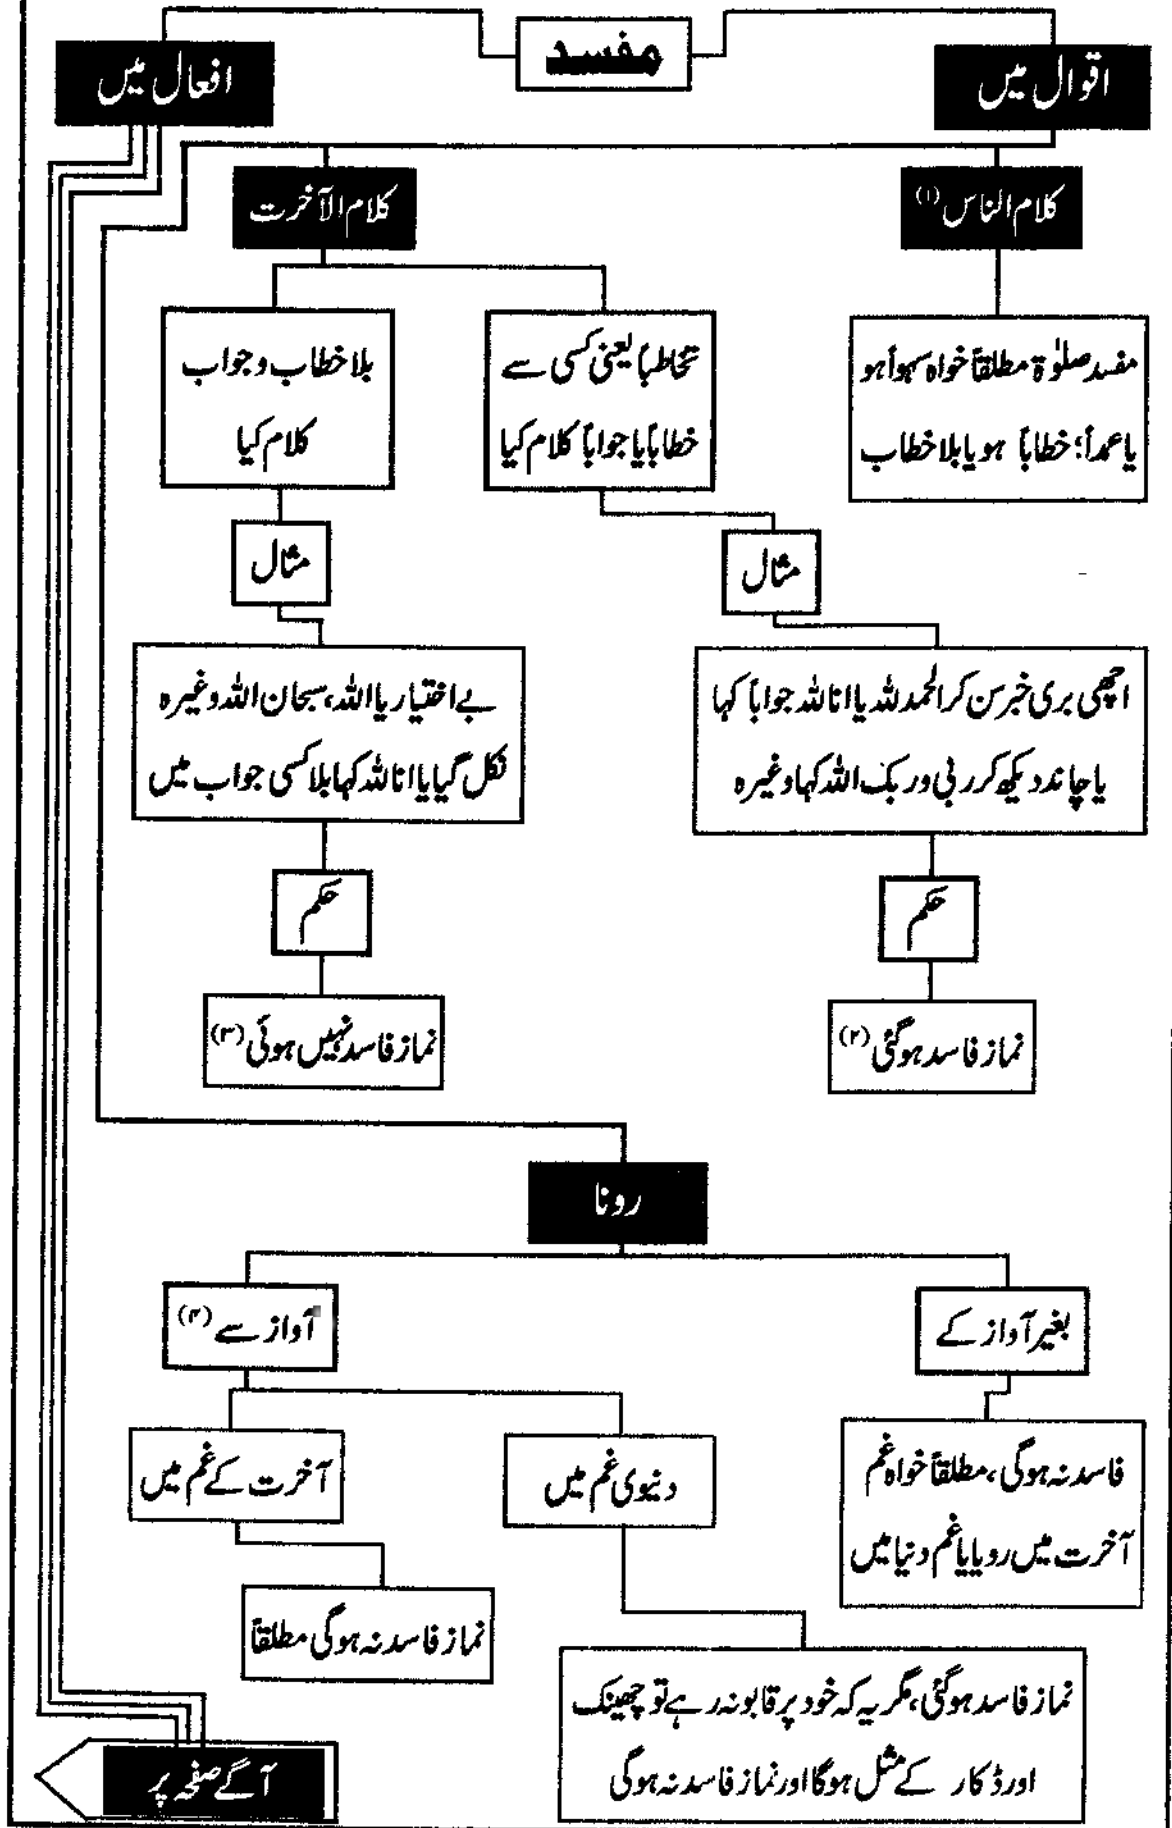 مفسد
اقوال میں
افعال میں
کلام الناس (۱)
کلام الآخرت
مفسد صلوٰۃ مطلقاً خواہ سہواً ہو
یا عمداً؛ خطاباً ہو یا بلا خطاب
تخاطباً یعنی کسی سے
خطاباً یا جواباً کلام کیا
بلا خطاب و جواب
کلام کیا
مثال
مثال
اچھی بری خبر سن کر الحمد للہ یا انا للہ جواباً کہا
یا چاند دیکھ کر ربی وربک اللہ کہا وغیرہ
بے اختیار یا اللہ، سبحان اللہ وغیرہ
نکل گیا یا انا للہ کہا بلا کسی جواب میں
حکم
حکم
نماز فاسد ہوگئی (۲)
نماز فاسد نہیں ہوئی (۳)
رونا
بغیر آواز کے
آواز سے (۴)
فاسد نہ ہوگی، مطلقاً خواہ غم
آخرت میں رویا یا غم دنیا میں
دنیوی غم میں
آخرت کے غم میں
نماز فاسد نہ ہوگی مطلقاً
نماز فاسد ہوگئی، مگر یہ کہ خود پر قابو نہ رہے تو چھینک
اور ڈکار کے مثل ہوگا اور نماز فاسد نہ ہوگی
آگے صفحہ پر